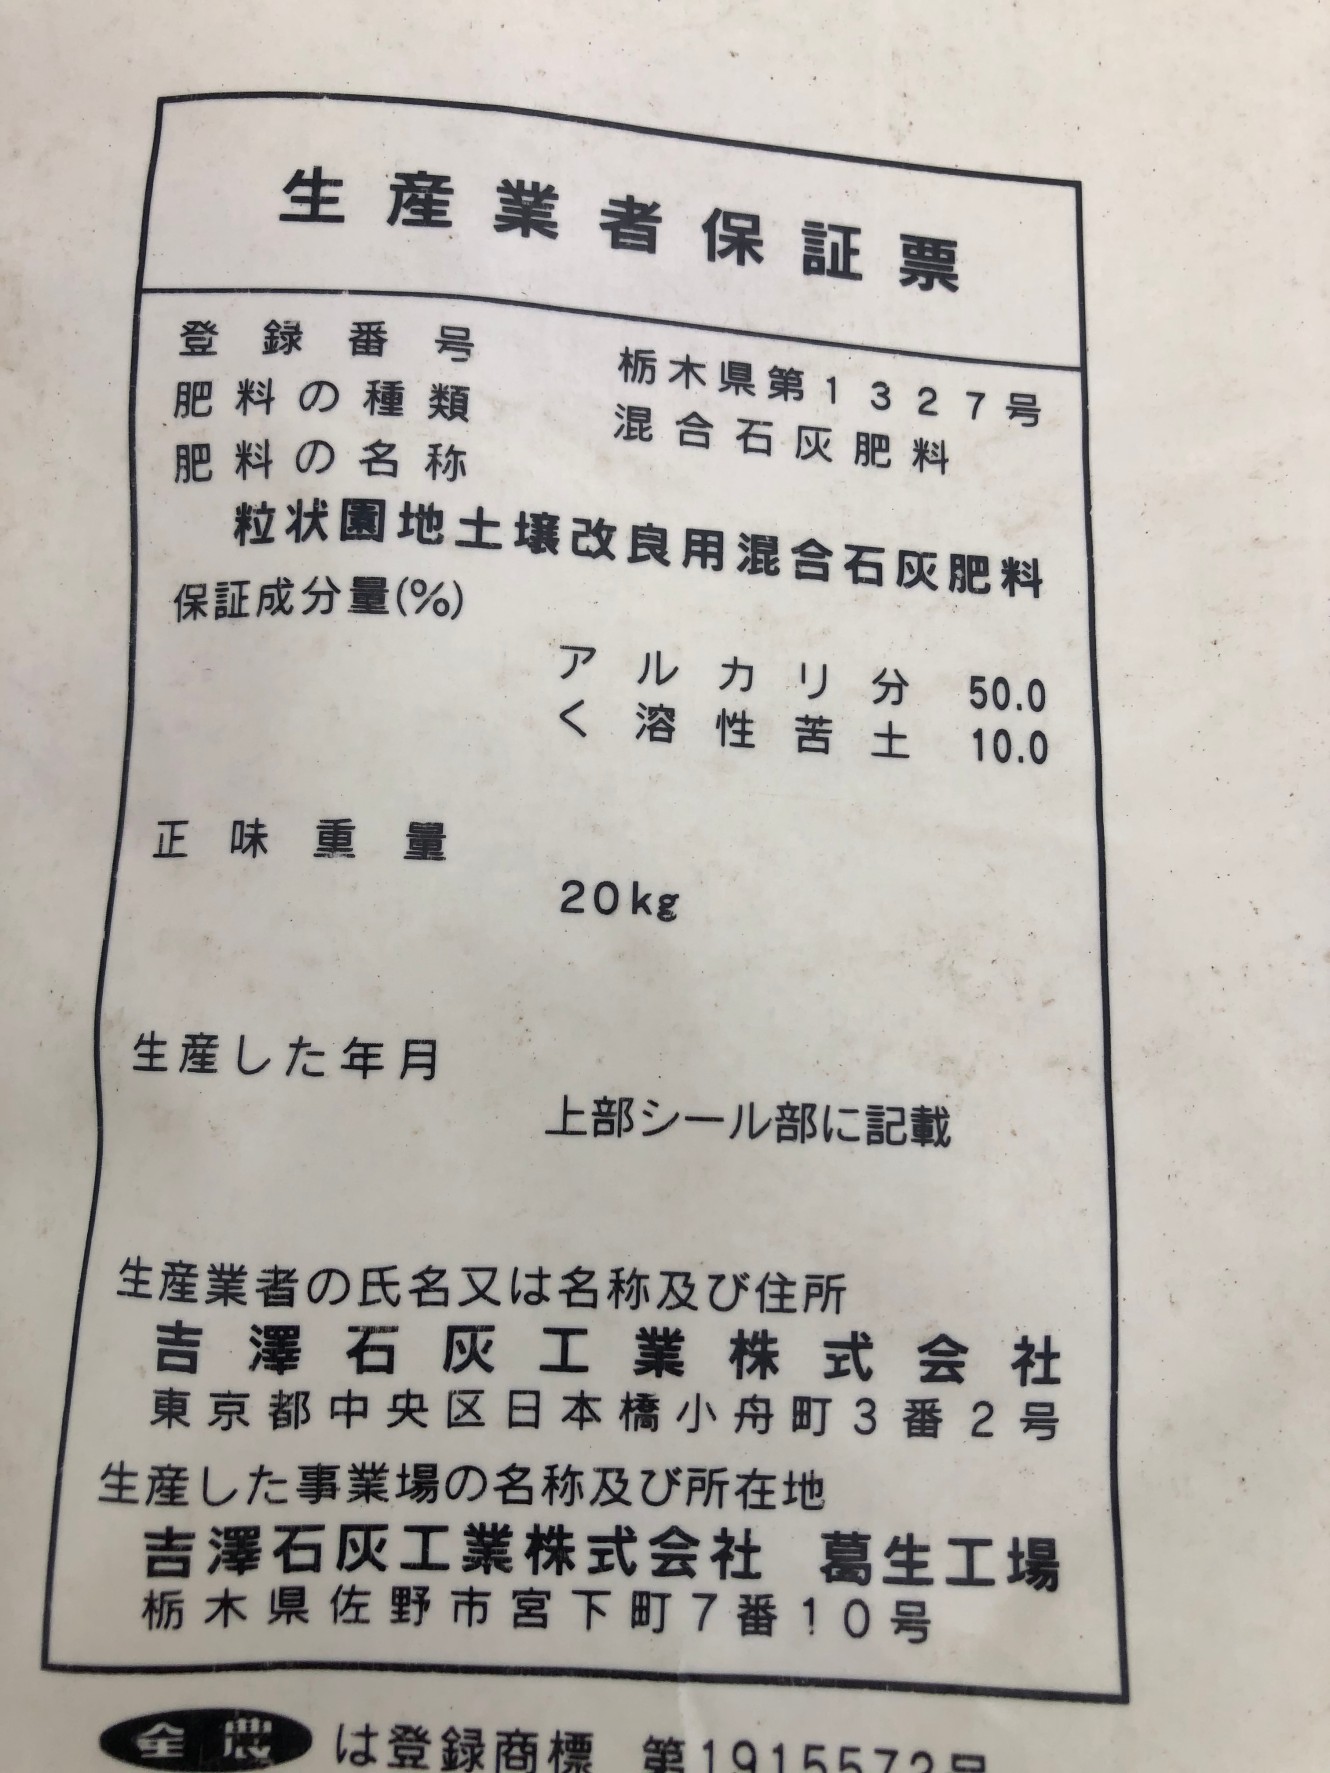 生産業者保証票
登録番号 栃木県第1327号
肥料の種類 混合石灰肥料
肥料の名称
粒状園地土壌改良用混合石灰肥料
保証成分量(%)
アルカリ分 50.0
く溶性苦土 10.0
正味重量
20kg
生産した年月
上部シール部に記載
生産業者の氏名又は名称及び住所
吉澤石灰工業株式会社
東京都中央区日本橋小舟町3番2号
生産した事業場の名称及び所在地
吉澤石灰工業株式会社 葛生工場
栃木県佐野市宮下町7番10号
全農 は登録商標 第1915572号